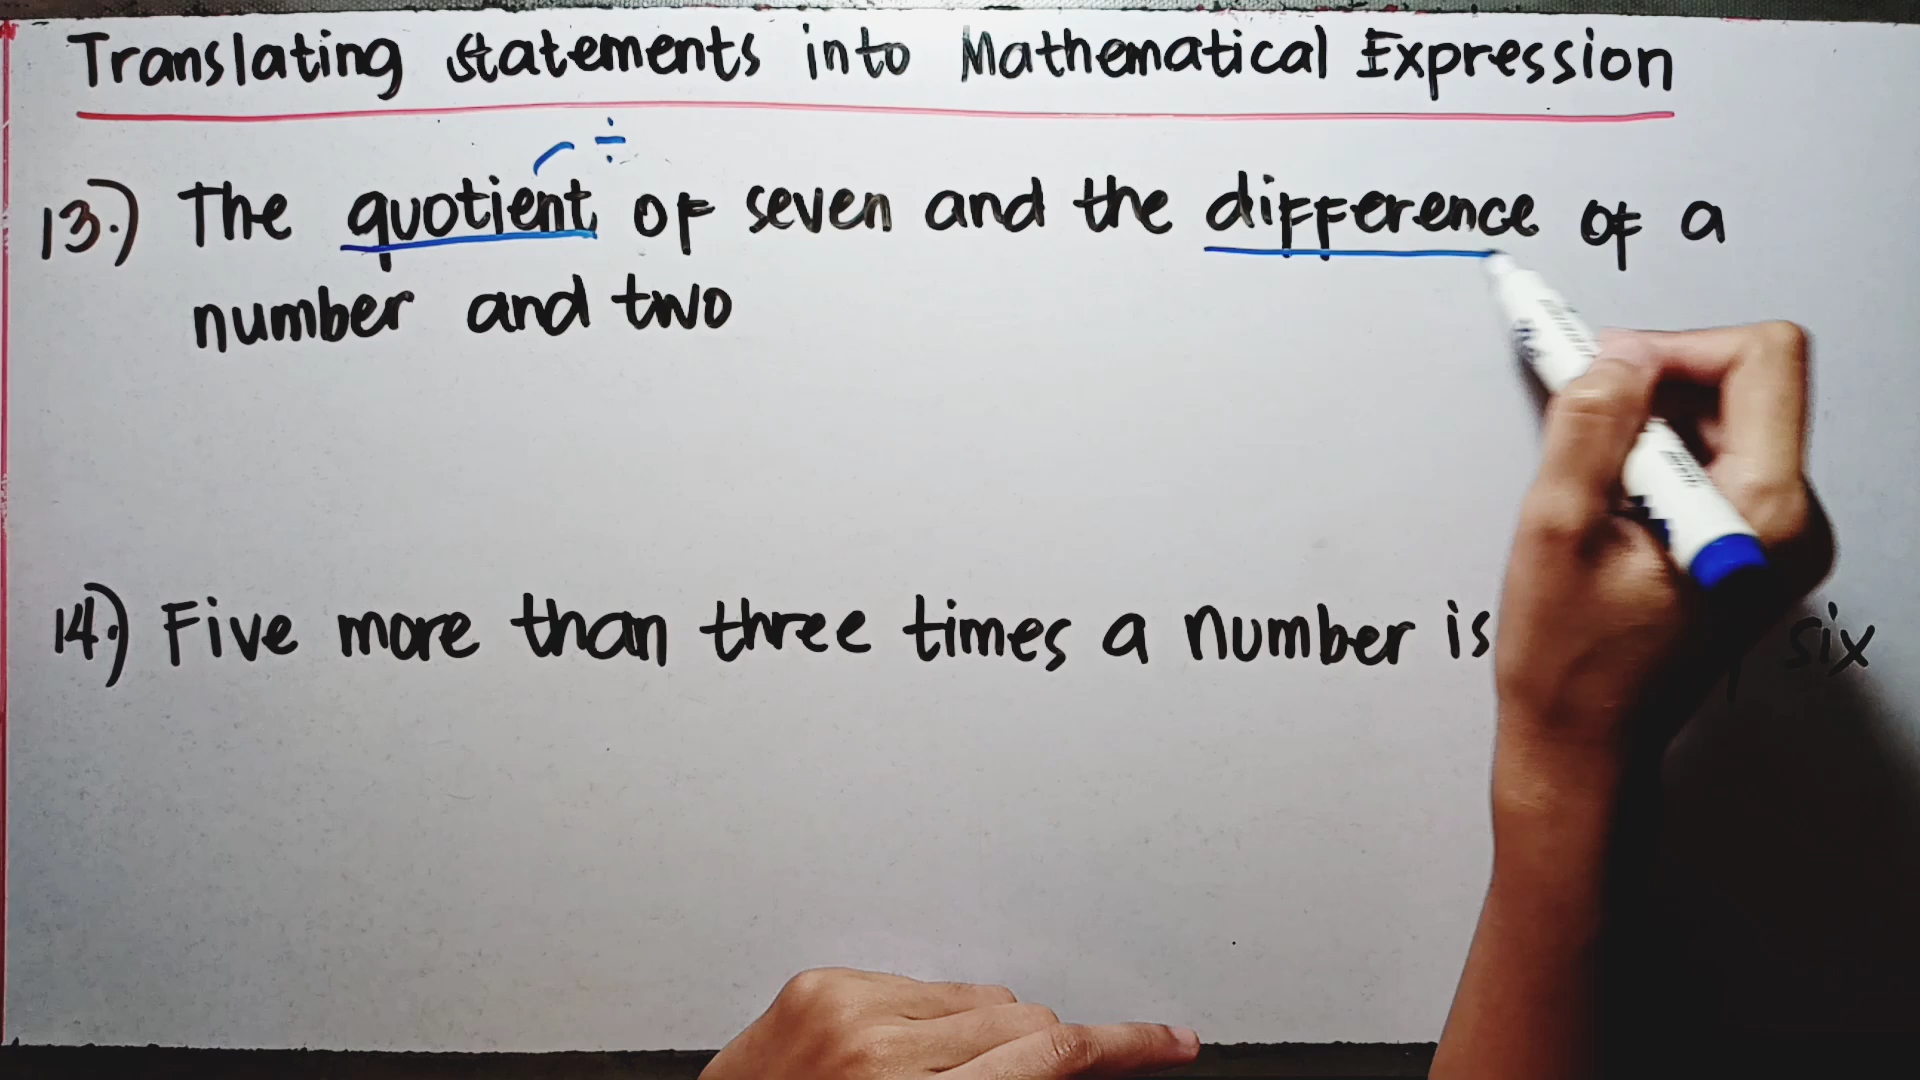 Translating statements into Mathematical Expression
÷
13.) The quotient of seven and the difference of a
number and two
14.) Five more than three times a number is six